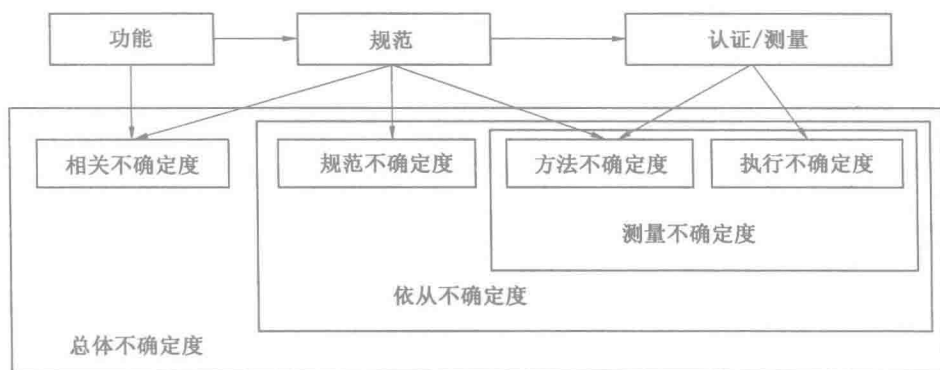 功能
规范
认证/测量
相关不确定度
规范不确定度
方法不确定度
执行不确定度
测量不确定度
依从不确定度
总体不确定度